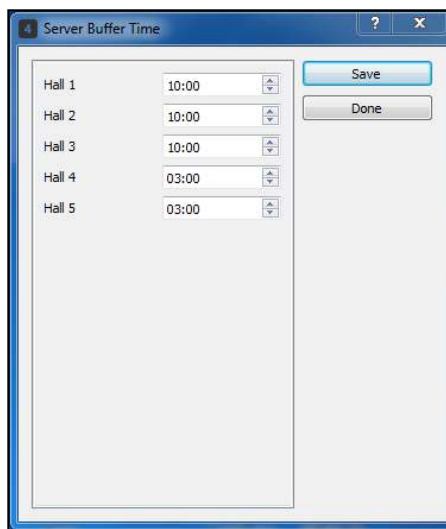 4 Server Buffer Time ? X
Hall 1 10:00 Save
Hall 2 10:00 Done
Hall 3 10:00
Hall 4 03:00
Hall 5 03:00